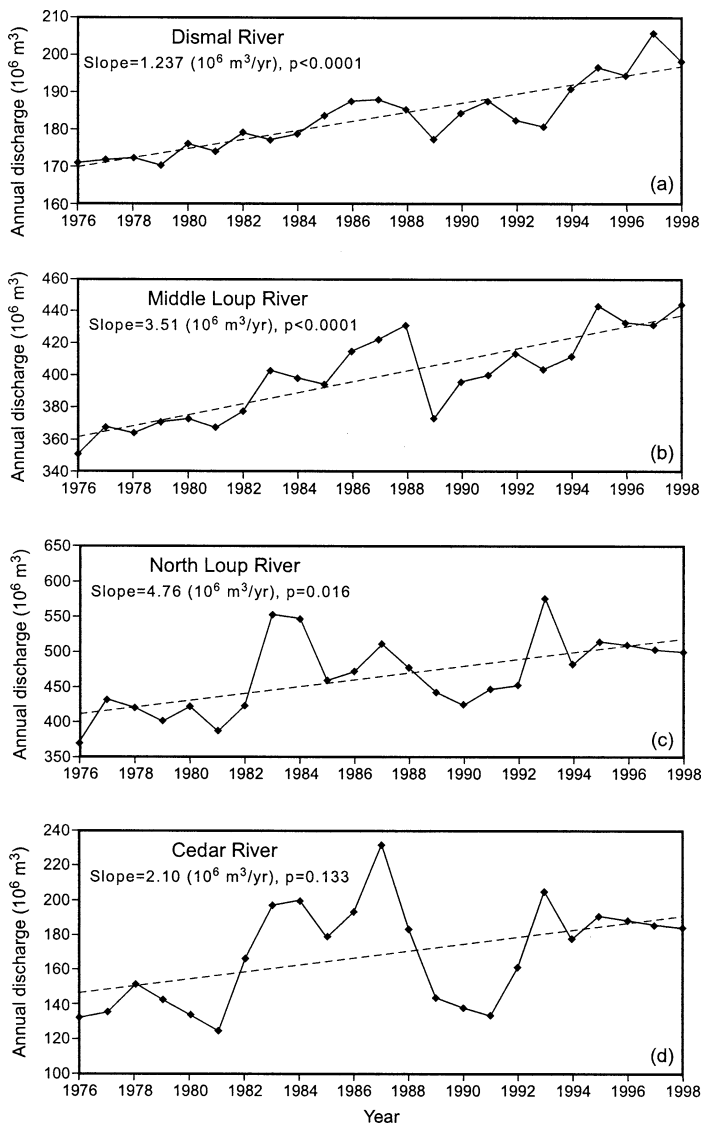 Dismal River
Slope=1.237 (10⁶ m³/yr), p<0.0001
Annual discharge (10⁶ m³)
210
200
190
180
170
160
1976 1978 1980 1982 1984 1986 1988 1990 1992 1994 1996 1998
(a)
Middle Loup River
Slope=3.51 (10⁶ m³/yr), p<0.0001
Annual discharge (10⁶ m³)
460
440
420
400
380
360
340
1976 1978 1980 1982 1984 1986 1988 1990 1992 1994 1996 1998
(b)
North Loup River
Slope=4.76 (10⁶ m³/yr), p=0.016
Annual discharge (10⁶ m³)
650
600
550
500
450
400
350
1976 1978 1980 1982 1984 1986 1988 1990 1992 1994 1996 1998
(c)
Cedar River
Slope=2.10 (10⁶ m³/yr), p=0.133
Annual discharge (10⁶ m³)
240
220
200
180
160
140
120
100
1976 1978 1980 1982 1984 1986 1988 1990 1992 1994 1996 1998
(d)
Year